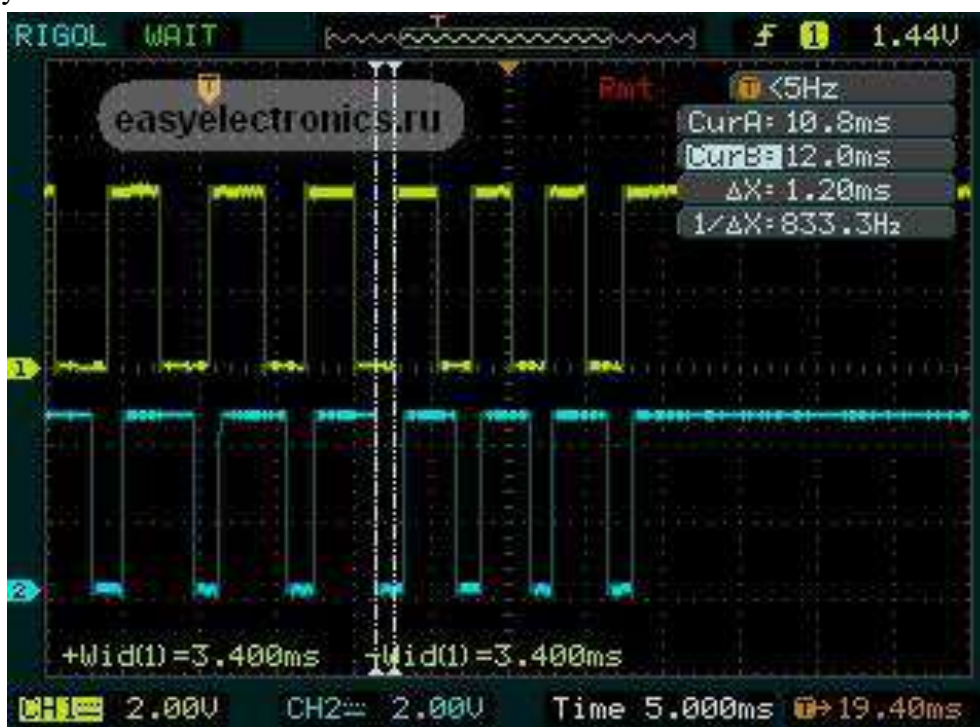 RIGOL WAIT T f 1 1.44V
T Rmt T <5Hz
easyelectronics.ru
CurA: 10.8ms
CurB: 12.0ms
ΔX: 1.20ms
1/ΔX: 833.3Hz
1
2
+Wid(1)=3.400ms -Wid(1)=3.400ms
CH1 2.00V CH2 2.00V Time 5.000ms T→19.40ms